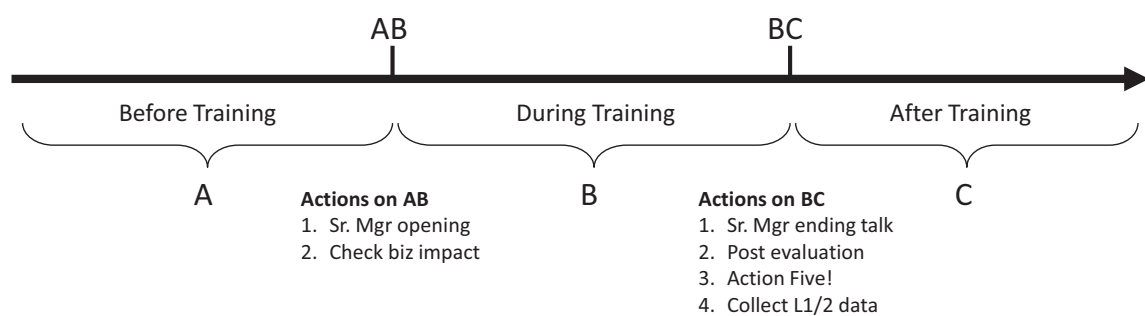 AB
BC
Before Training
During Training
After Training
A
B
C
Actions on AB
1. Sr. Mgr opening
2. Check biz impact
Actions on BC
1. Sr. Mgr ending talk
2. Post evaluation
3. Action Five!
4. Collect L1/2 data